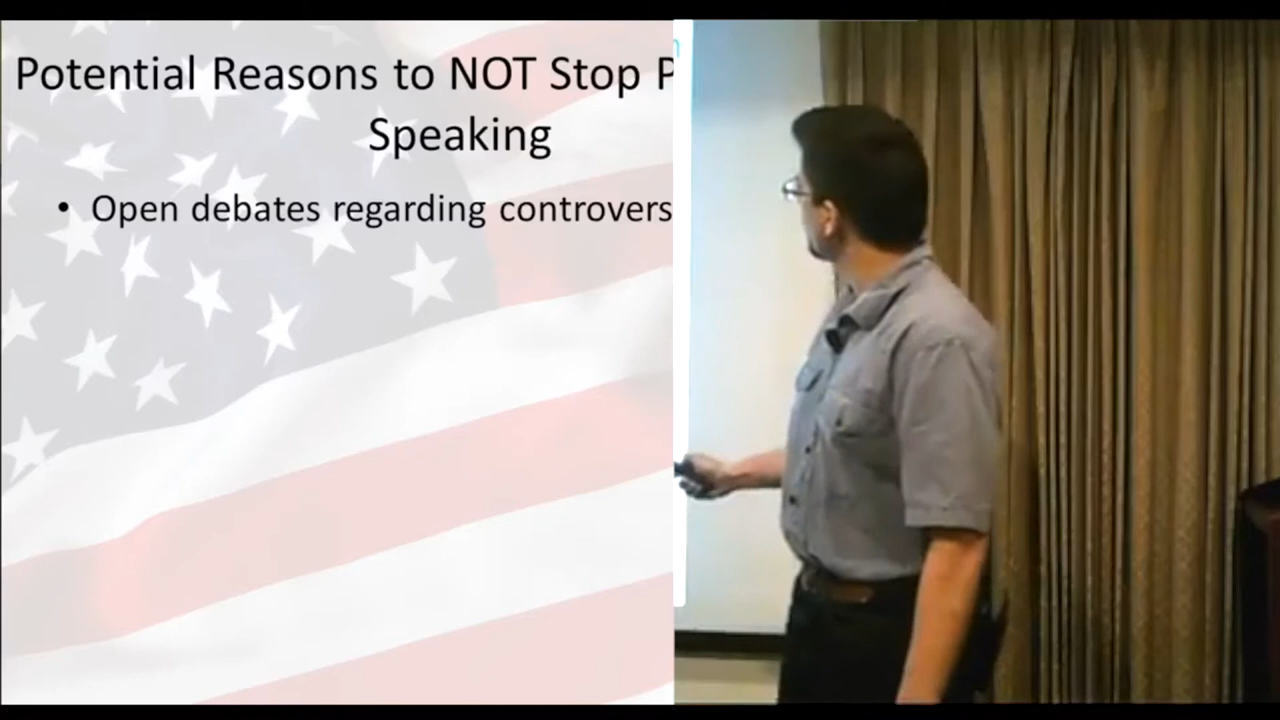 Potential Reasons to NOT Stop P
Speaking
• Open debates regarding controvers